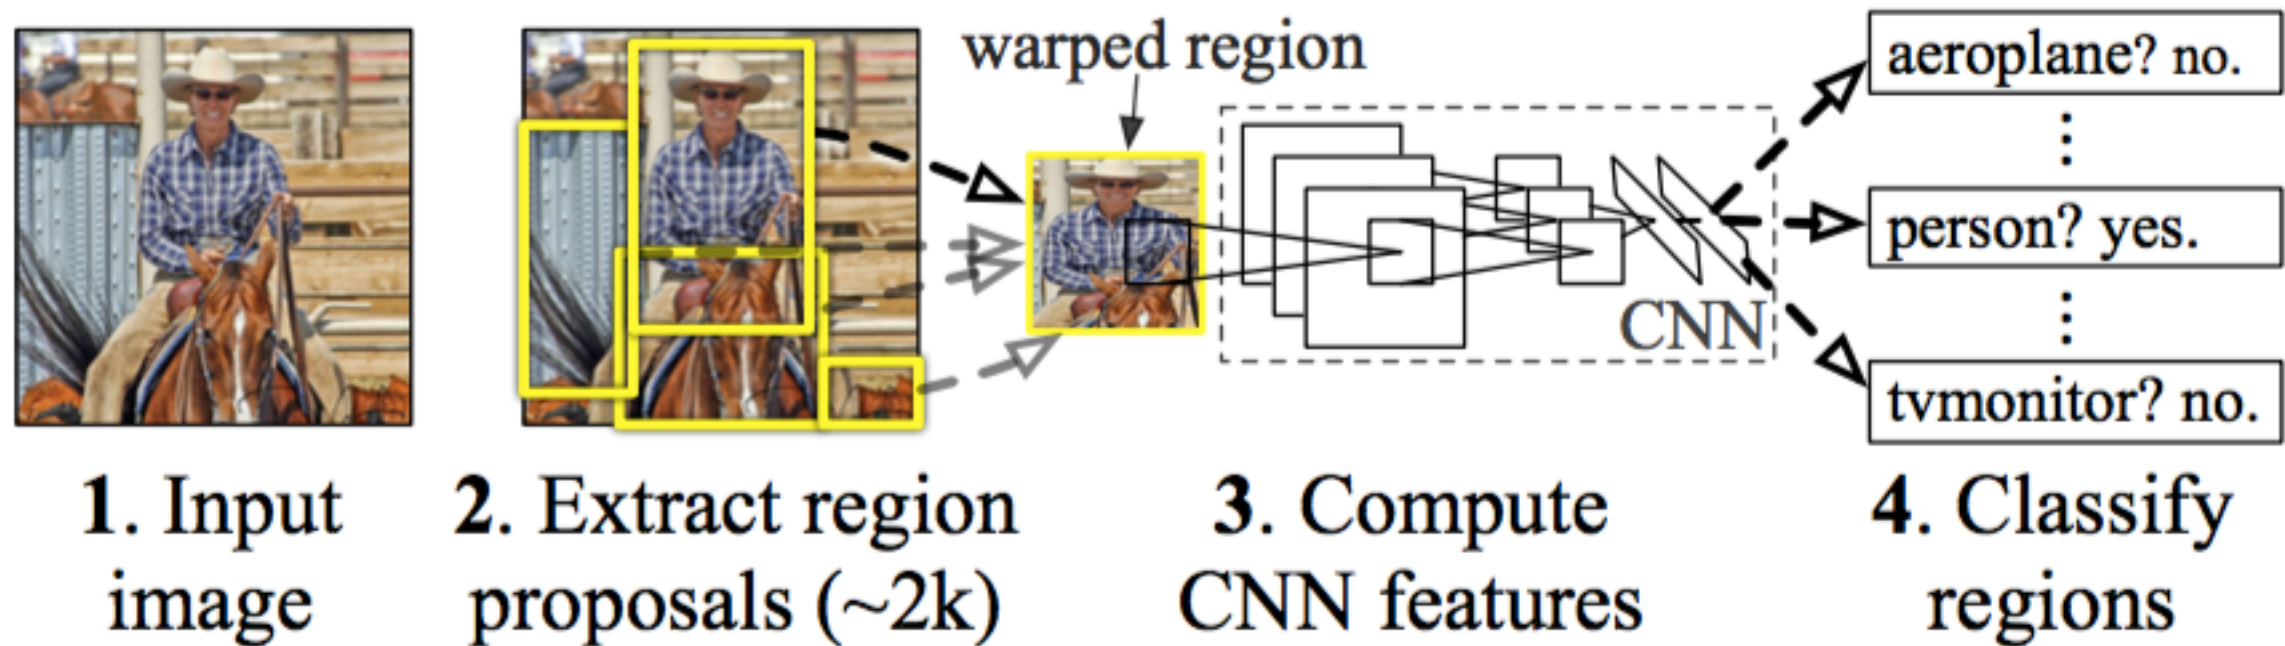 warped region
aeroplane? no.
⋮
person? yes.
⋮
tvmonitor? no.
CNN
1. Input
image
2. Extract region
proposals (~2k)
3. Compute
CNN features
4. Classify
regions